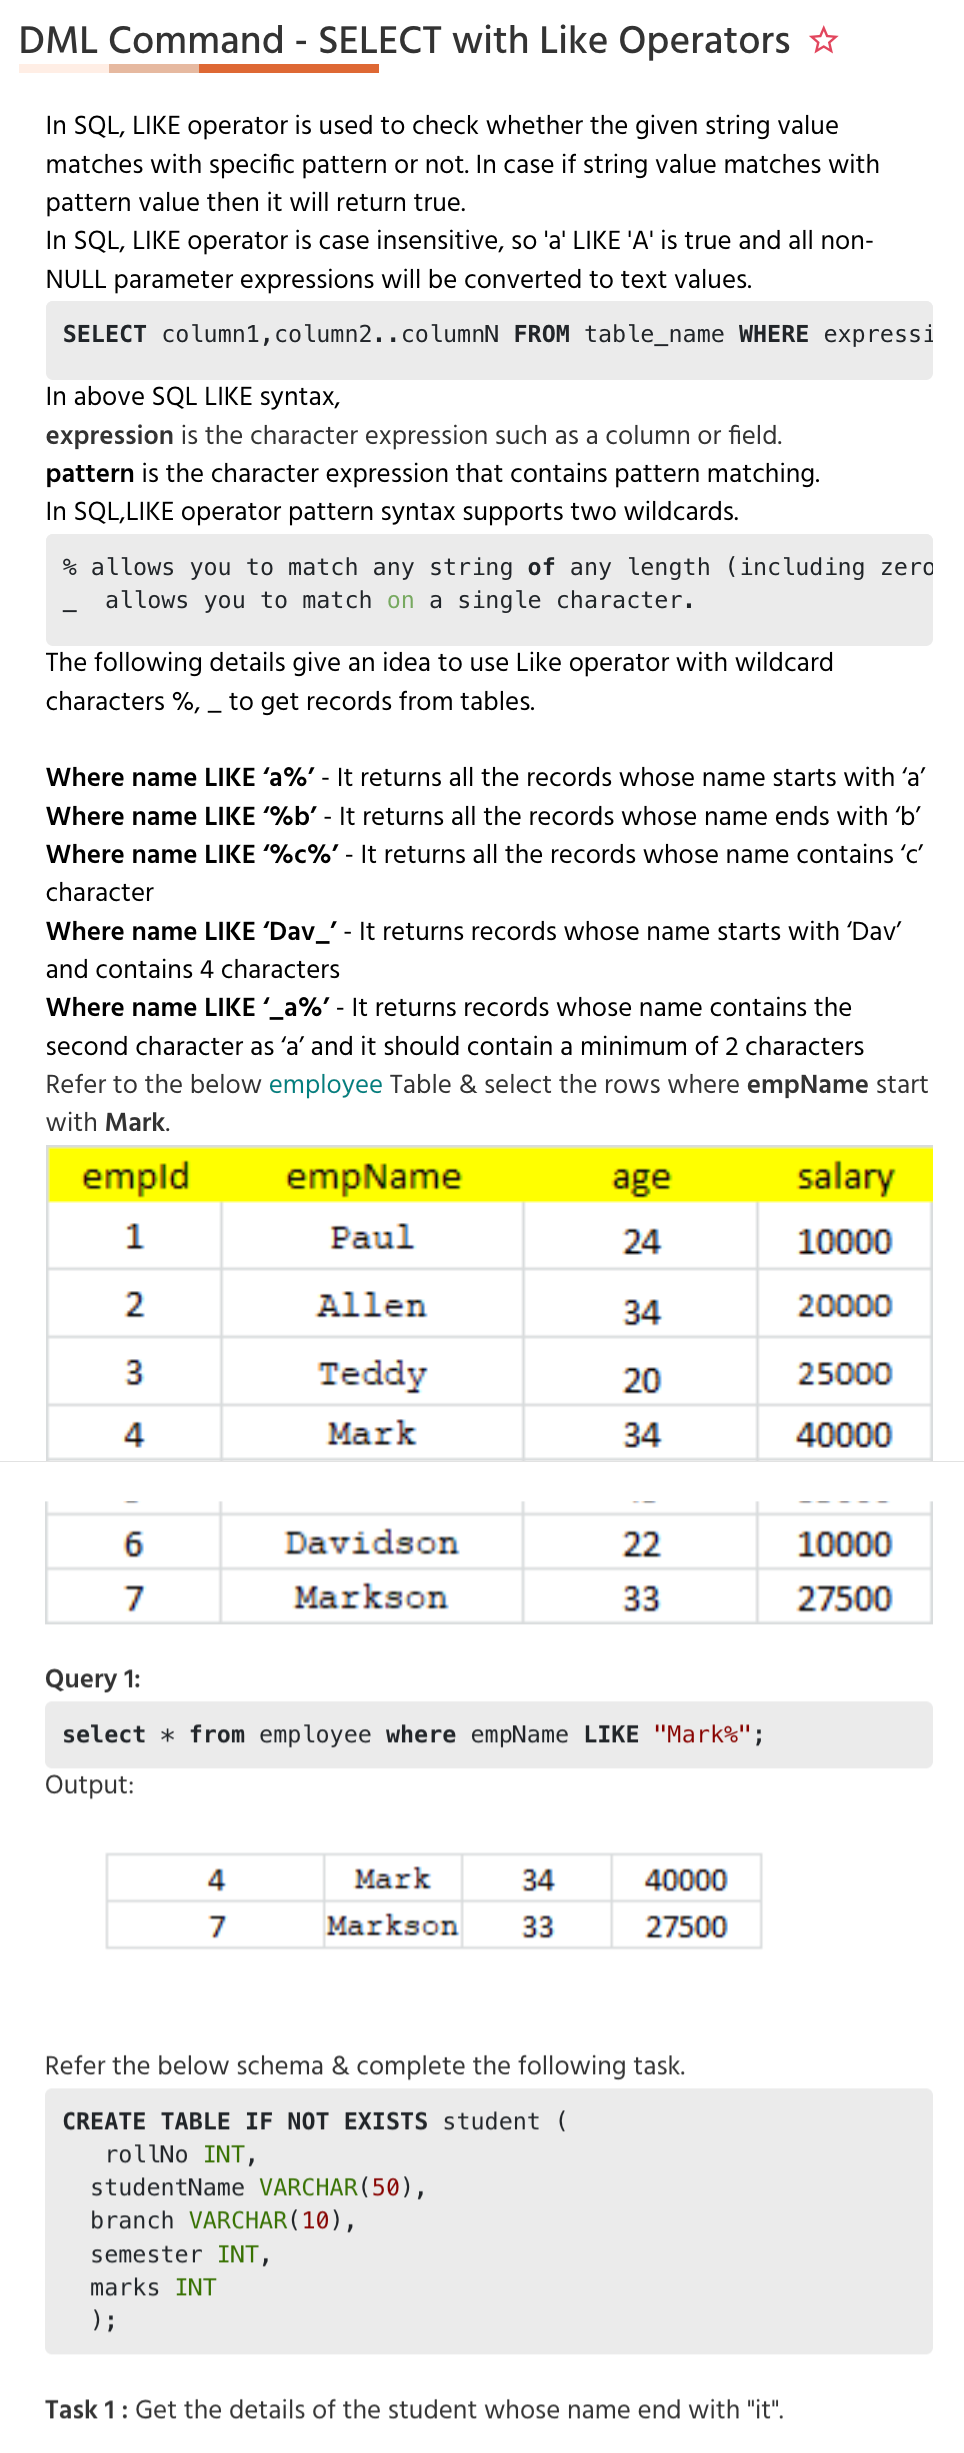 DML Command - SELECT with Like Operators
In SQL, LIKE operator is used to check whether the given string value
matches with specific pattern or not. In case if string value matches with
pattern value then it will return true.
In SQL, LIKE operator is case insensitive, so 'a' LIKE 'A' is true and all non-
NULL parameter expressions will be converted to text values.
SELECT column1,column2..columnN FROM table_name WHERE expressi
In above SQL LIKE syntax,
expression is the character expression such as a column or field.
pattern is the character expression that contains pattern matching.
In SQL,LIKE operator pattern syntax supports two wildcards.
% allows you to match any string of any length (including zero
_ allows you to match on a single character.
The following details give an idea to use Like operator with wildcard
characters %, _ to get records from tables.
Where name LIKE ‘a%’ - It returns all the records whose name starts with ‘a’
Where name LIKE ‘%b’ - It returns all the records whose name ends with ‘b’
Where name LIKE ‘%c%’ - It returns all the records whose name contains ‘c’
character
Where name LIKE ‘Dav_’ - It returns records whose name starts with ‘Dav’
and contains 4 characters
Where name LIKE ‘_a%’ - It returns records whose name contains the
second character as ‘a’ and it should contain a minimum of 2 characters
Refer to the below employee Table & select the rows where empName start
with Mark.
empId empName age salary
1 Paul 24 10000
2 Allen 34 20000
3 Teddy 20 25000
4 Mark 34 40000
6 Davidson 22 10000
7 Markson 33 27500
Query 1:
select * from employee where empName LIKE "Mark%";
Output:
4 Mark 34 40000
7 Markson 33 27500
Refer the below schema & complete the following task.
CREATE TABLE IF NOT EXISTS student (
rollNo INT,
studentName VARCHAR(50),
branch VARCHAR(10),
semester INT,
marks INT
);
Task 1 : Get the details of the student whose name end with "it".